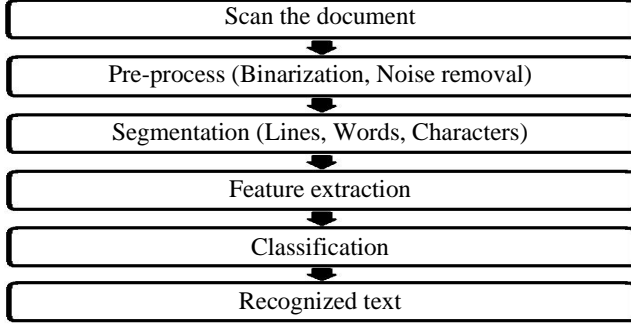 Scan the document
Pre-process (Binarization, Noise removal)
Segmentation (Lines, Words, Characters)
Feature extraction
Classification
Recognized text